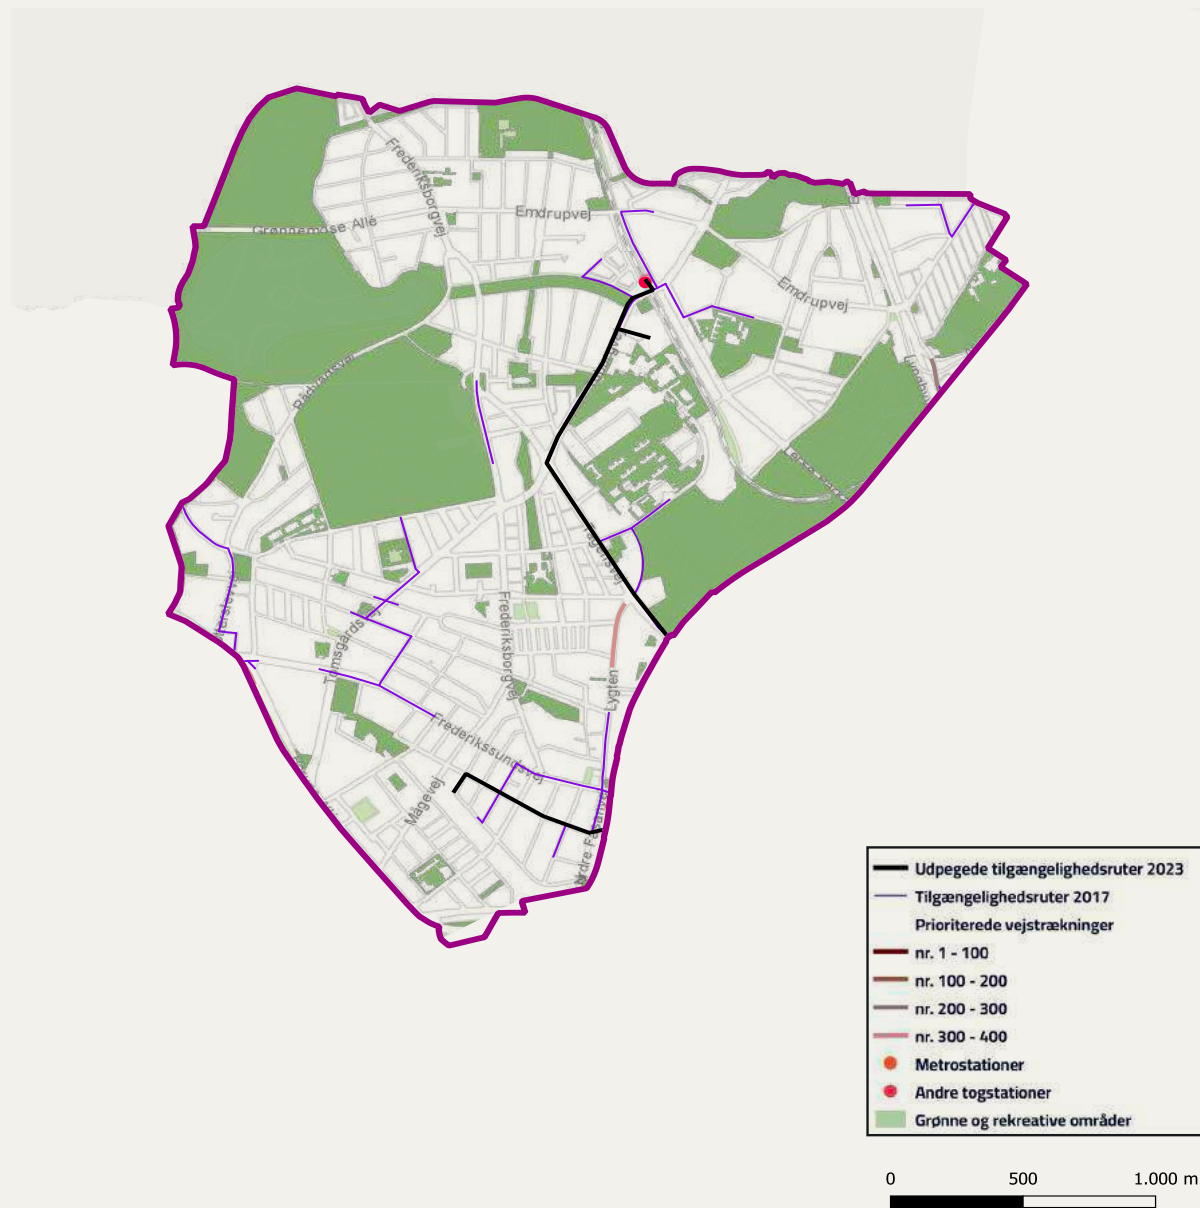 Frederiksborgvej
Emdrupvej
Grønnemose Allé
Emdrupvej
Tagensvej
Frederiksborgvej
Tomsgårdsvej
Lygten
Frederikssundsvej
Mågevej
Udpegede tilgængelighedsruter 2023
Tilgængelighedsruter 2017
Prioriterede vejstrækninger
nr. 1 - 100
nr. 100 - 200
nr. 200 - 300
nr. 300 - 400
Metrostationer
Andre togstationer
Grønne og rekreative områder
0 500 1.000 m